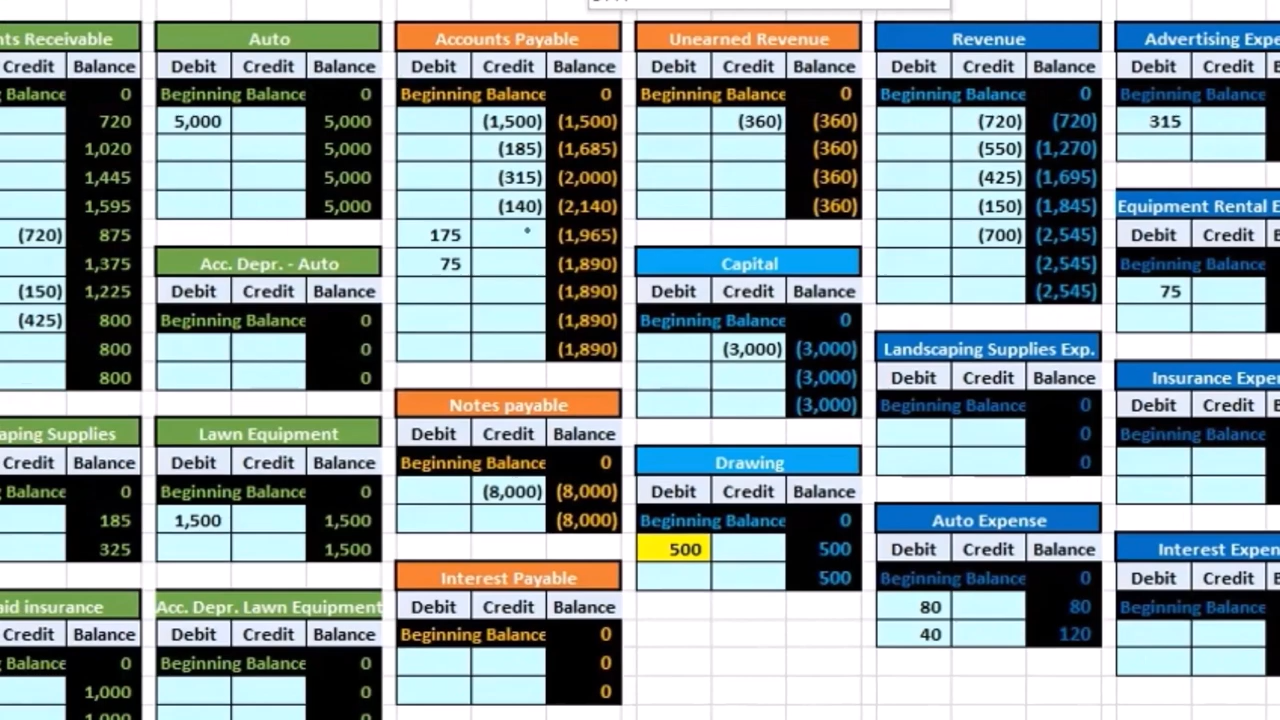 nts Receivable Auto Accounts Payable Unearned Revenue Revenue Advertising Expe
Credit Balance Debit Credit Balance Debit Credit Balance Debit Credit Balance Debit Credit Balance Debit Credit B
g Balance 0 Beginning Balance 0 Beginning Balance 0 Beginning Balance 0 Beginning Balance 0 Beginning Balance
720 5,000 5,000 (1,500) (1,500) (360) (360) (720) (720) 315
1,020 5,000 (185) (1,685) (360) (550) (1,270)
1,445 5,000 (315) (2,000) (360) (425) (1,695)
1,595 5,000 (140) (2,140) (360) (150) (1,845) Equipment Rental E
(720) 875 175 (1,965) (700) (2,545) Debit Credit B
1,375 Acc. Depr. - Auto 75 (1,890) Capital (2,545) Beginning Balance
(150) 1,225 Debit Credit Balance (1,890) Debit Credit Balance (2,545) 75
(425) 800 Beginning Balance 0 (1,890) Beginning Balance 0
800 0 (1,890) (3,000) (3,000) Landscaping Supplies Exp.
800 0 (3,000) Debit Credit Balance Insurance Exper
Notes payable (3,000) Beginning Balance 0 Debit Credit B
aping Supplies Lawn Equipment Debit Credit Balance 0 Beginning Balance
Credit Balance Debit Credit Balance Beginning Balance 0 Drawing 0
g Balance 0 Beginning Balance 0 (8,000) (8,000) Debit Credit Balance
185 1,500 1,500 (8,000) Beginning Balance 0 Auto Expense
325 1,500 500 500 Debit Credit Balance Interest Expen
Interest Payable 500 Beginning Balance 0 Debit Credit B
aid insurance Acc. Depr. Lawn Equipment Debit Credit Balance 80 80 Beginning Balance
Credit Balance Debit Credit Balance Beginning Balance 0 40 120
g Balance 0 Beginning Balance 0 0
1,000 0 0